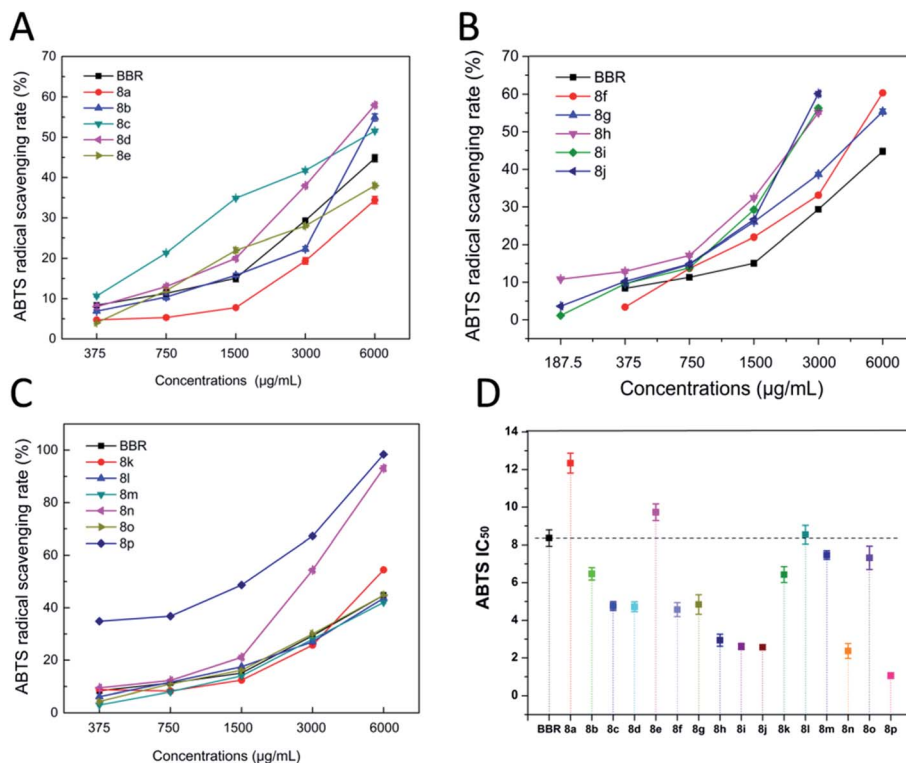 A
ABTS radical scavenging rate (%)
70
60
50
40
30
20
10
0
BBR
8a
8b
8c
8d
8e
375 750 1500 3000 6000
Concentrations (µg/mL)
B
ABTS radical scavenging rate (%)
70
60
50
40
30
20
10
0
BBR
8f
8g
8h
8i
8j
187.5 375 750 1500 3000 6000
Concentrations (µg/mL)
C
ABTS radical scavenging rate (%)
100
80
60
40
20
0
BBR
8k
8l
8m
8n
8o
8p
375 750 1500 3000 6000
Concentrations (µg/mL)
D
ABTS IC50
14
12
10
8
6
4
2
0
BBR 8a 8b 8c 8d 8e 8f 8g 8h 8i 8j 8k 8l 8m 8n 8o 8p